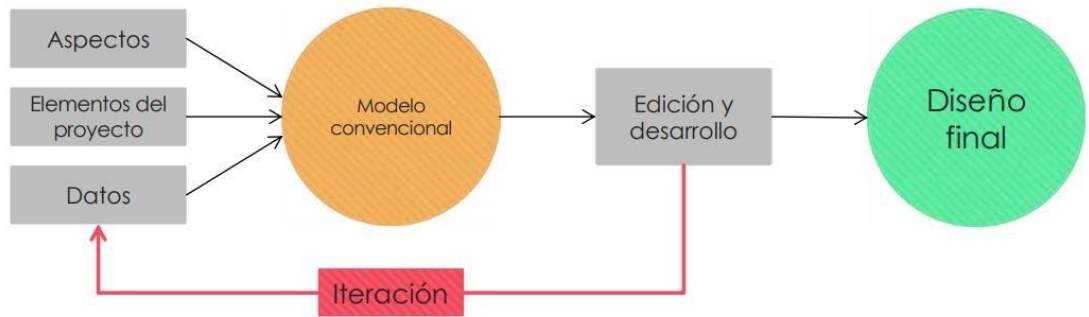 Aspectos
Elementos del
proyecto
Datos
Modelo
convencional
Edición y
desarrollo
Diseño
final
Iteración